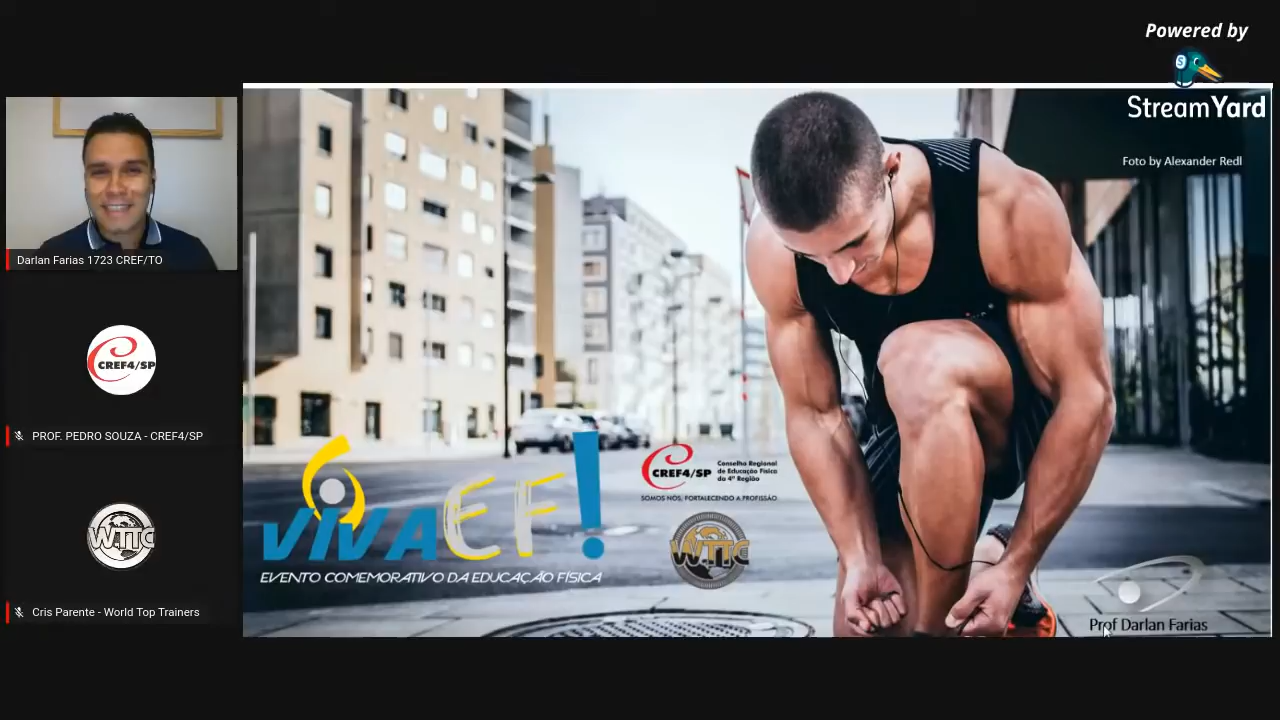 Powered by
StreamYard
Foto by Alexander Redl
Darlan Farias 1723 CREF/TO
CREF4/SP
PROF. PEDRO SOUZA - CREF4/SP
WTTC
Cris Parente - World Top Trainers
VIVA EF!
EVENTO COMEMORATIVO DA EDUCAÇÃO FÍSICA
CREF4/SP
Conselho Regional
de Educação Física
da 4ª Região
SOMOS NÓS, FORTALECENDO A PROFISSÃO
WTTC
Prof Darlan Farias